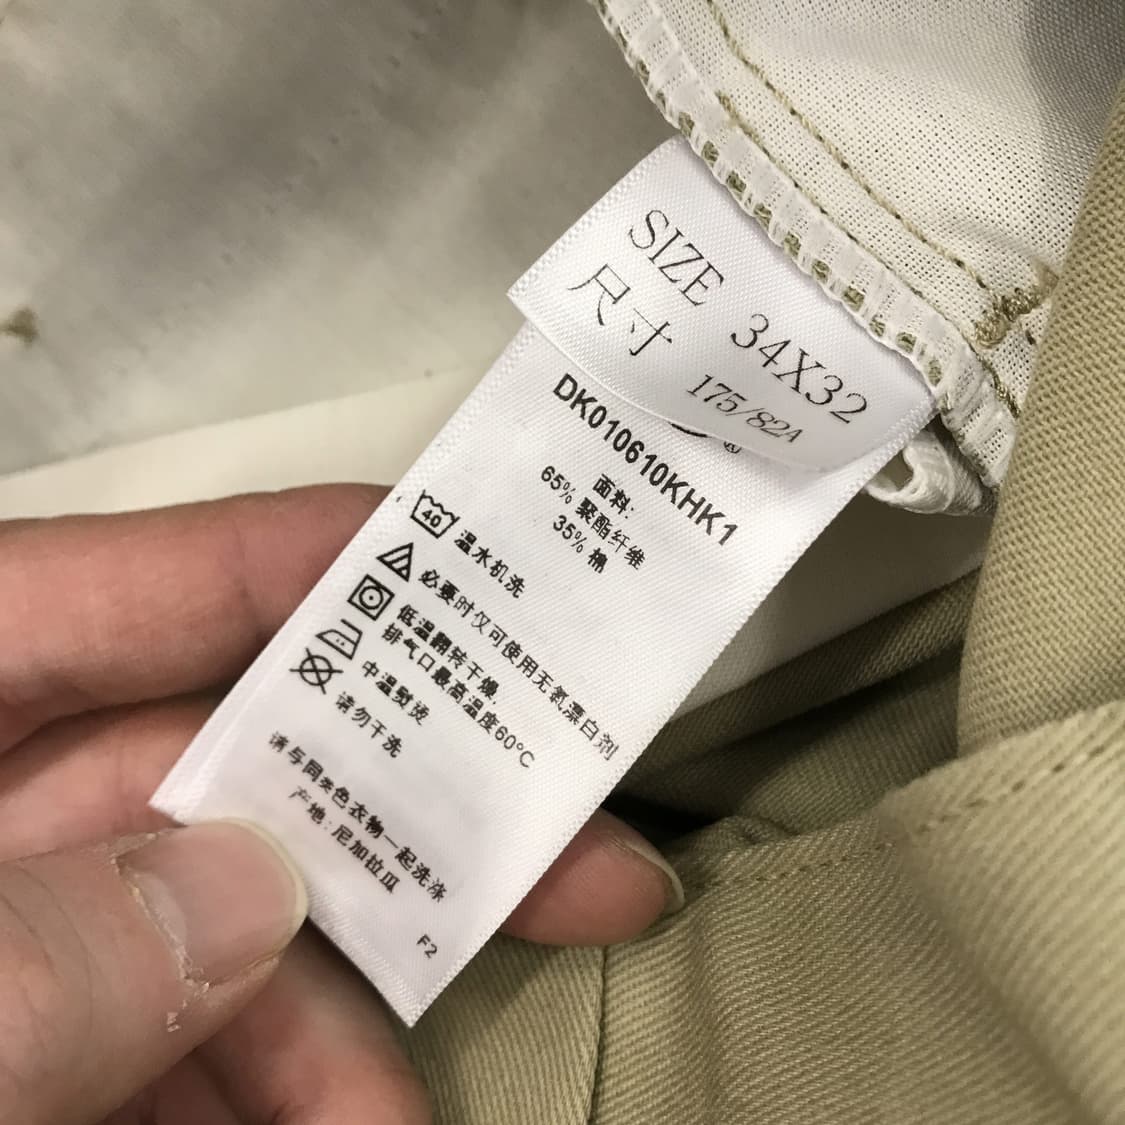 SIZE 34X32
尺寸 175/82A
®
DK010610KHK1
面料:
65% 聚酯纤维
35% 棉
40 温水机洗
必要时仅可使用无氯漂白剂
低温翻转干燥,
排气口最高温度60°C
中温熨烫
请勿干洗
请与同类色衣物一起洗涤
产地: 尼加拉瓜
F2